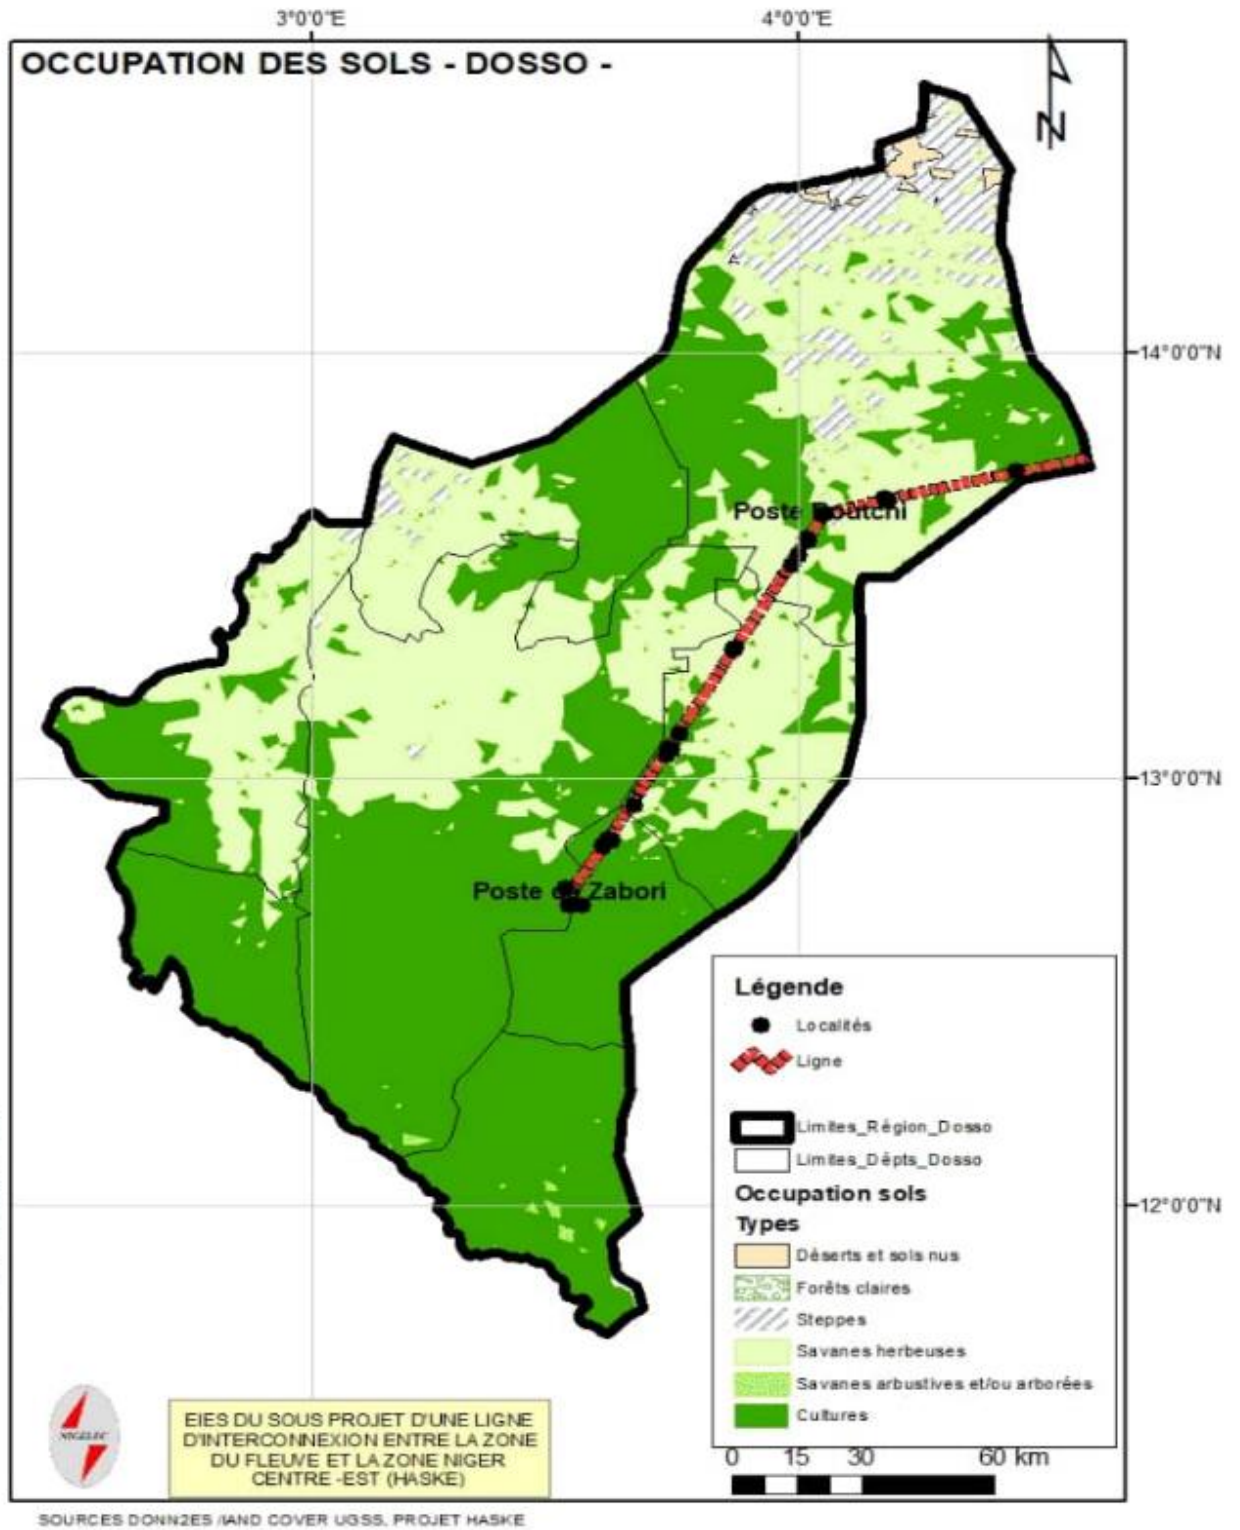 3°0'0"E
4°0'0"E
OCCUPATION DES SOLS - DOSSO -
N
14°0'0"N
Poste
13°0'0"N
Poste de Zabori
Légende
Localités
Ligne
Limites_Région_Dosso
Limites_Dépts_Dosso
12°0'0"N
Occupation sols
Types
Déserts et sols nus
Forêts claires
Steppes
Savanes herbeuses
Savanes arbustives et/ou arborées
Cultures
NIGELEC
EIES DU SOUS PROJET D'UNE LIGNE
D'INTERCONNEXION ENTRE LA ZONE
DU FLEUVE ET LA ZONE NIGER
CENTRE -EST (HASKE)
0 15 30 60 km
SOURCES DONN2ES /IAND COVER UGSS, PROJET HASKE